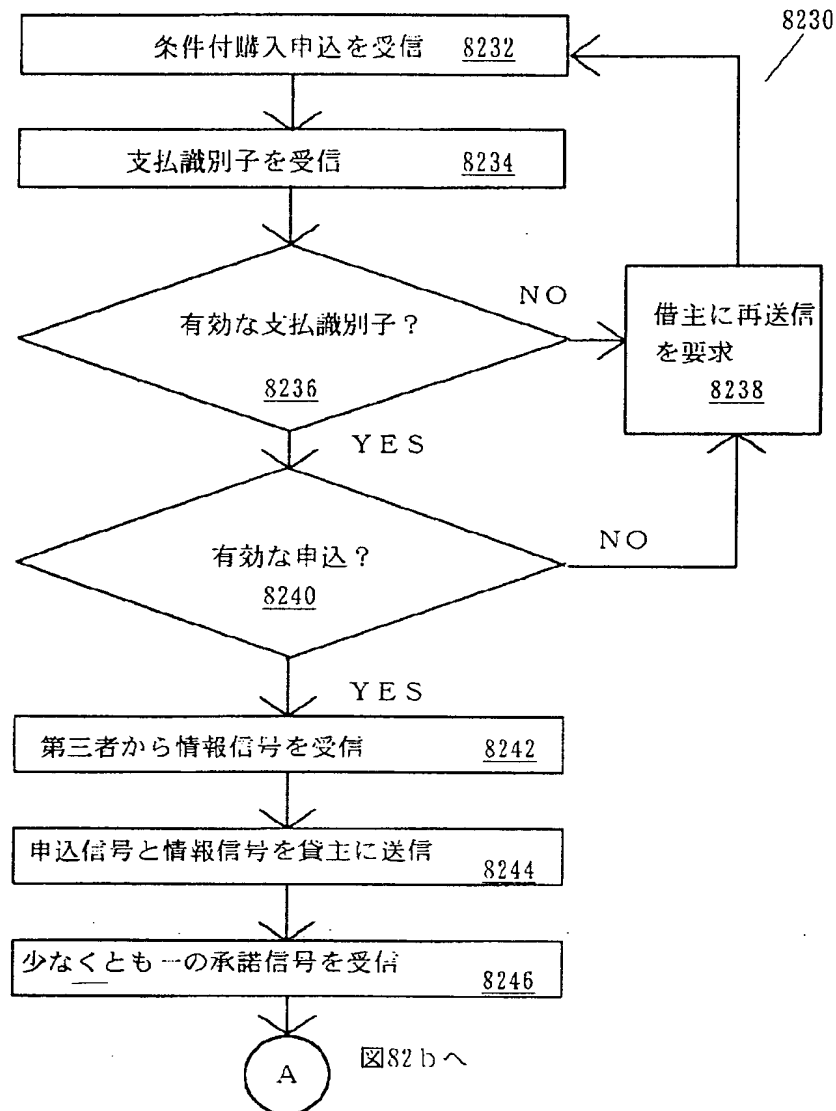 8230
条件付購入申込を受信 8232
支払識別子を受信 8234
有効な支払識別子？
8236
NO
借主に再送信
を要求
8238
YES
有効な申込？
8240
NO
YES
第三者から情報信号を受信 8242
申込信号と情報信号を貸主に送信 8244
少なくとも一の承諾信号を受信 8246
A
図82bへ